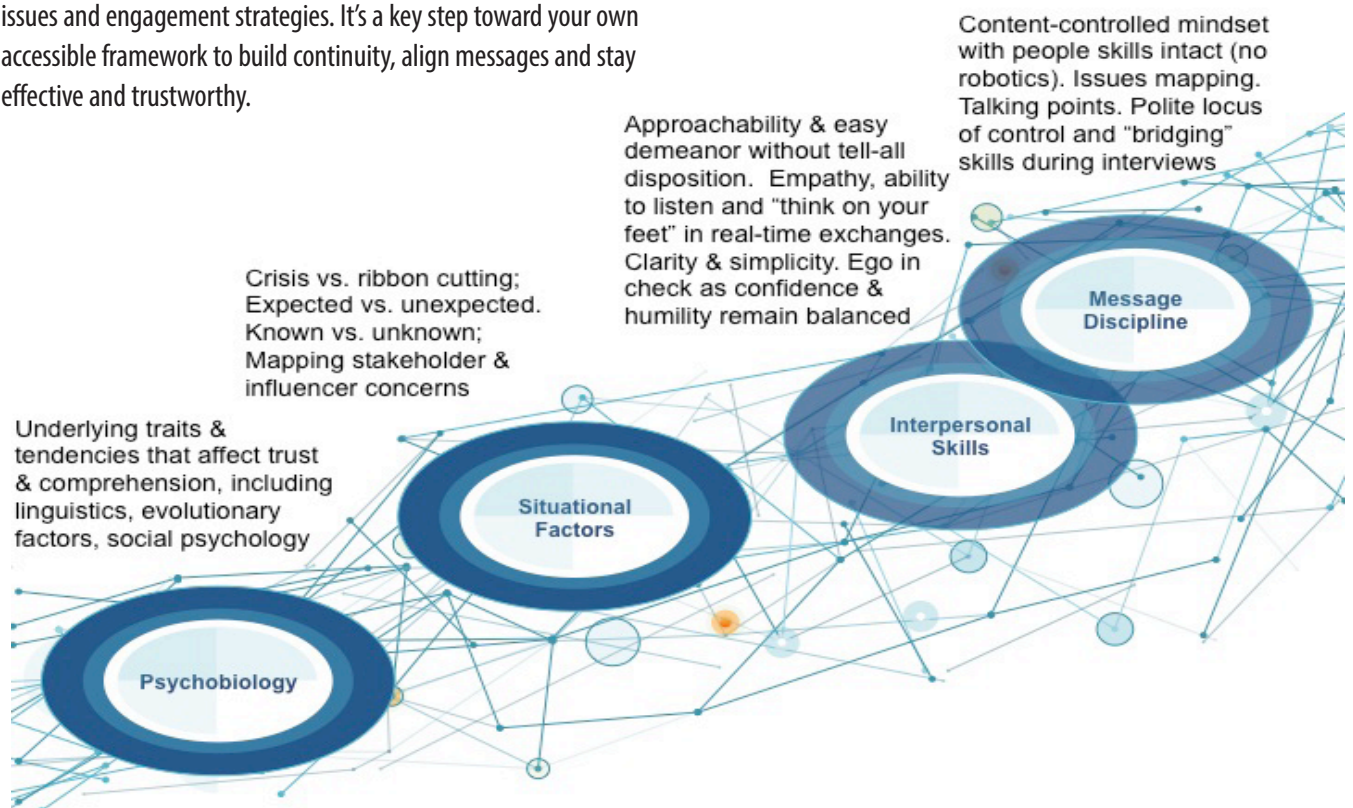 issues and engagement strategies. It's a key step toward your own
accessible framework to build continuity, align messages and stay
effective and trustworthy.
Content-controlled mindset
with people skills intact (no
robotics). Issues mapping.
Talking points. Polite locus
of control and “bridging”
skills during interviews
Approachability & easy
demeanor without tell-all
disposition.  Empathy, ability
to listen and “think on your
feet” in real-time exchanges.
Clarity & simplicity. Ego in
check as confidence &
humility remain balanced
Crisis vs. ribbon cutting;
Expected vs. unexpected.
Known vs. unknown;
Mapping stakeholder &
influencer concerns
Underlying traits &
tendencies that affect trust
& comprehension, including
linguistics, evolutionary
factors, social psychology
Message
Discipline
Interpersonal
Skills
Situational
Factors
Psychobiology